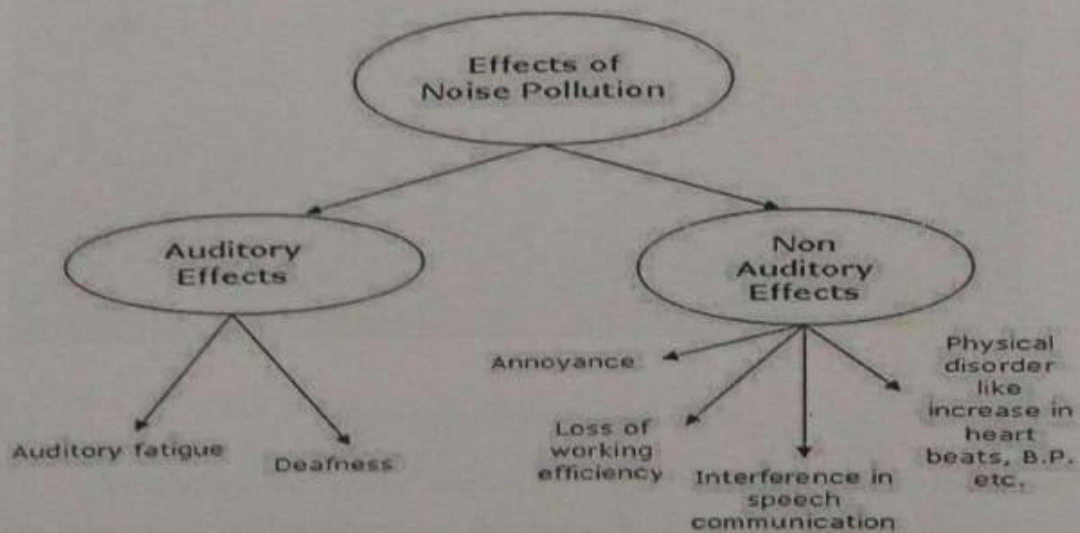 Effects of
Noise Pollution
Auditory
Effects
Non
Auditory
Effects
Auditory fatigue
Deafness
Annoyance
Loss of
working
efficiency
Interference in
speech
communication
Physical
disorder
like
increase in
heart
beats, B.P.
etc.